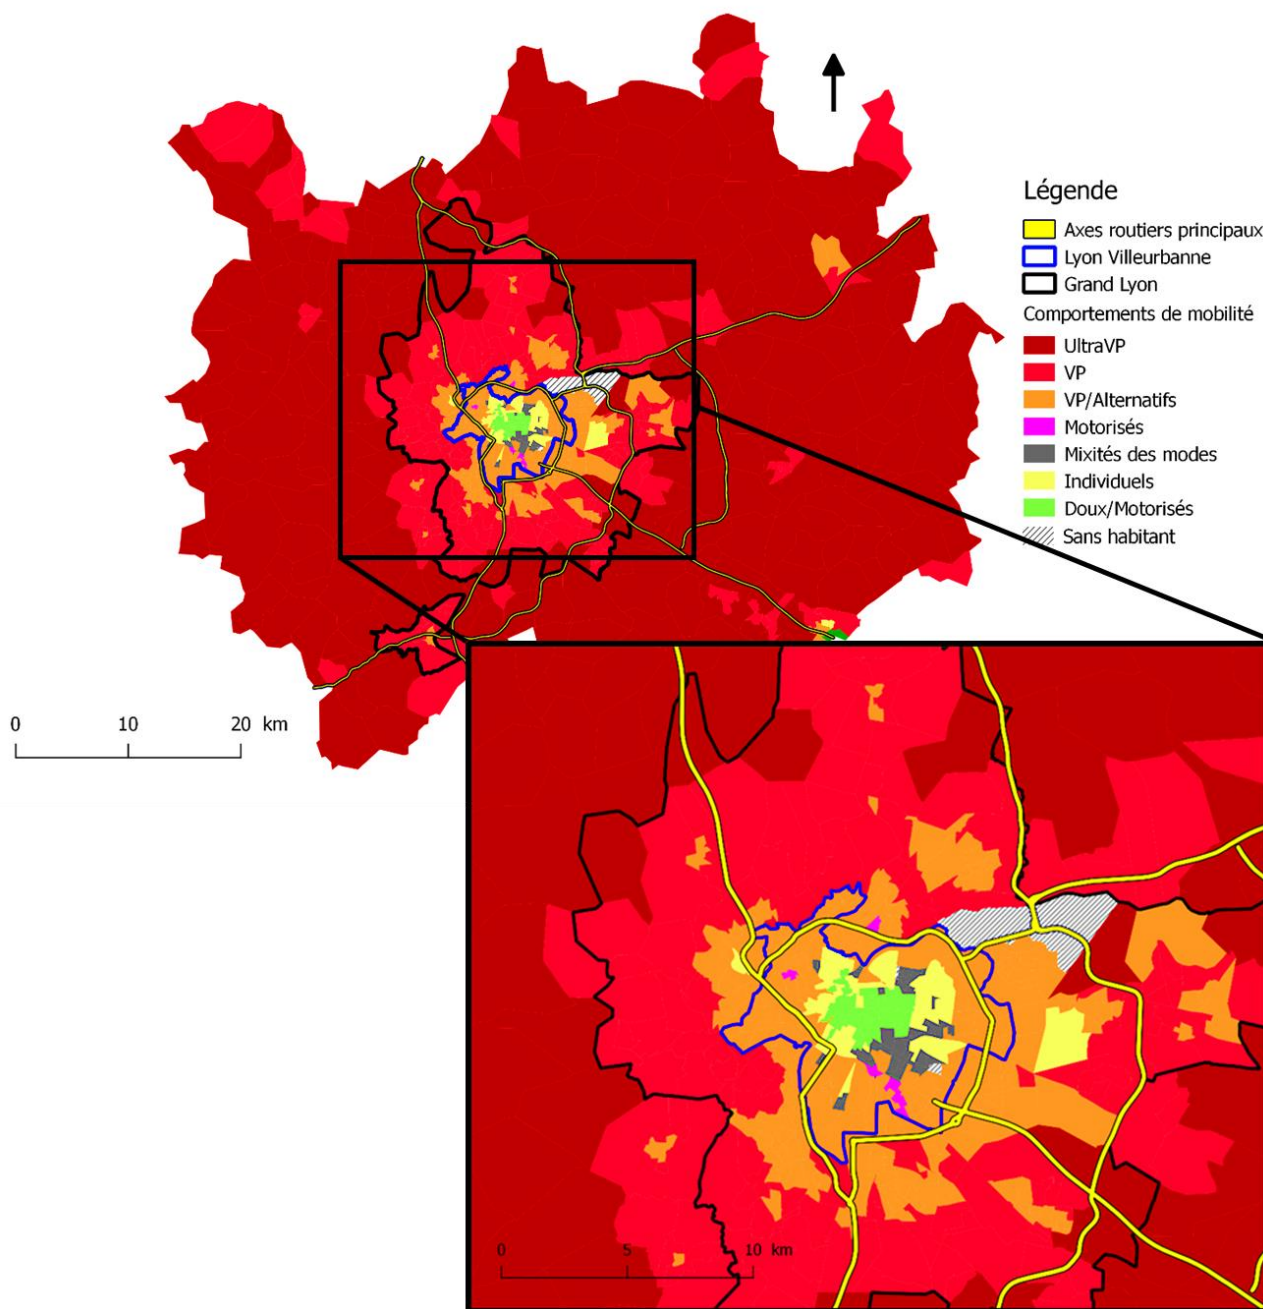 Légende
Axes routiers principaux
Lyon Villeurbanne
Grand Lyon
Comportements de mobilité
UltraVP
VP
VP/Alternatifs
Motorisés
Mixités des modes
Individuels
Doux/Motorisés
Sans habitant
0 10 20 km
0 5 10 km